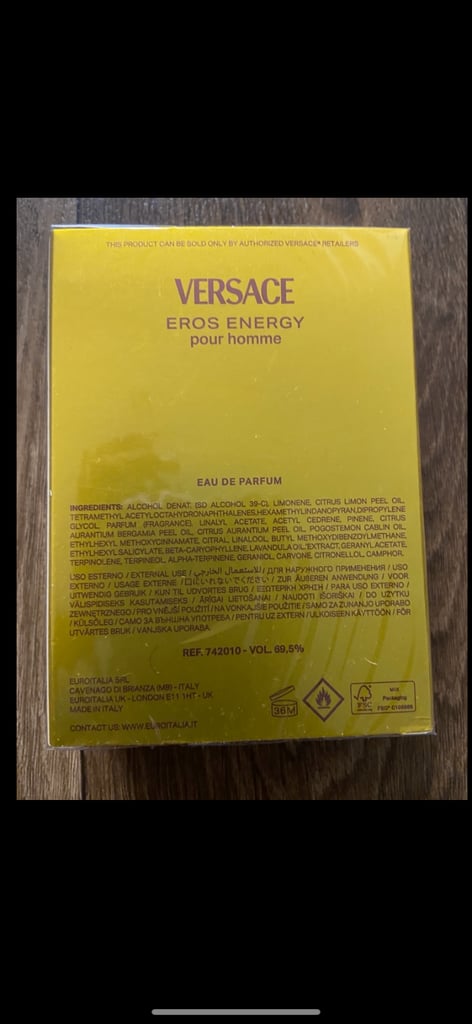 THIS PRODUCT CAN BE SOLD ONLY BY AUTHORIZED VERSACE® RETAILERS
VERSACE
EROS ENERGY
pour homme
EAU DE PARFUM
INGREDIENTS: ALCOHOL DENAT. (SD ALCOHOL 39-C), LIMONENE, CITRUS LIMON PEEL OIL,
TETRAMETHYL ACETYLOCTAHYDRONAPHTHALENES, HEXAMETHYLINDANOPYRAN, DIPROPYLENE
GLYCOL, PARFUM (FRAGRANCE), LINALYL ACETATE, ACETYL CEDRENE, PINENE, CITRUS
AURANTIUM BERGAMIA PEEL OIL, CITRUS AURANTIUM PEEL OIL, POGOSTEMON CABLIN OIL,
ETHYLHEXYL METHOXYCINNAMATE, CITRAL, LINALOOL, BUTYL METHOXYDIBENZOYLMETHANE,
ETHYLHEXYL SALICYLATE, BETA-CARYOPHYLLENE, LAVANDULA OIL/EXTRACT, GERANYL ACETATE,
TERPINOLENE, TERPINEOL, ALPHA-TERPINENE, GERANIOL, CARVONE, CITRONELLOL, CAMPHOR.
USO ESTERNO / EXTERNAL USE / للاستعمال الخارجي / ДЛЯ НАРУЖНОГО ПРИМЕНЕНИЯ / USO
EXTERNO / USAGE EXTERNE / 口にいれないでください / ZUR ÄUßEREN ANWENDUNG / VOOR
UITWENDIG GEBRUIK / KUN TIL UDVORTES BRUG / ΕΞΩΤΕΡΙΚΗ ΧΡΗΣΗ / PARA USO EXTERNO /
VÄLISPIDISEKS KASUTAMISEKS / ĀRĪGAI LIETOŠANAI / NAUDOTI IŠORIŠKAI / DO UŻYTKU
ZEWNĘTRZNEGO / PRO VNĚJŠÍ POUŽITÍ / NA VONKAJŠIE POUŽITIE / SAMO ZA ZUNANJO UPORABO
/ KÜLSŐLEG / САМО ЗА ВЪНШНА УПОТРЕБА / PENTRU UZ EXTERN / ULKOISEEN KÄYTTÖÖN / FÖR
UTVÄRTES BRUK / VANJSKA UPORABA
REF. 742010 - VOL. 69,5%
EUROITALIA SRL
CAVENAGO DI BRIANZA (MB) - ITALY
EUROITALIA UK - LONDON E11 1HT - UK
MADE IN ITALY
CONTACT US: WWW.EUROITALIA.IT
36M
FSC
MIX
Packaging